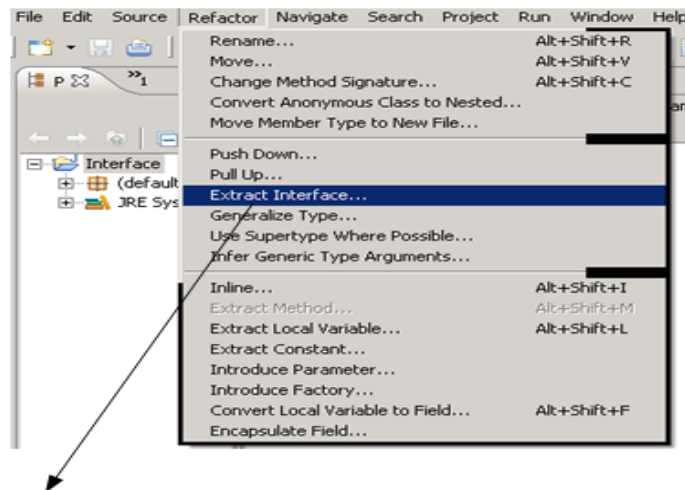 File Edit Source Refactor Navigate Search Project Run Window Help
P
»1
Interface
(default
JRE Sys
Rename... Alt+Shift+R
Move... Alt+Shift+V
Change Method Signature... Alt+Shift+C
Convert Anonymous Class to Nested...
Move Member Type to New File...
Push Down...
Pull Up...
Extract Interface...
Generalize Type...
Use Supertype Where Possible...
Infer Generic Type Arguments...
Inline... Alt+Shift+I
Extract Method... Alt+Shift+M
Extract Local Variable... Alt+Shift+L
Extract Constant...
Introduce Parameter...
Introduce Factory...
Convert Local Variable to Field... Alt+Shift+F
Encapsulate Field...